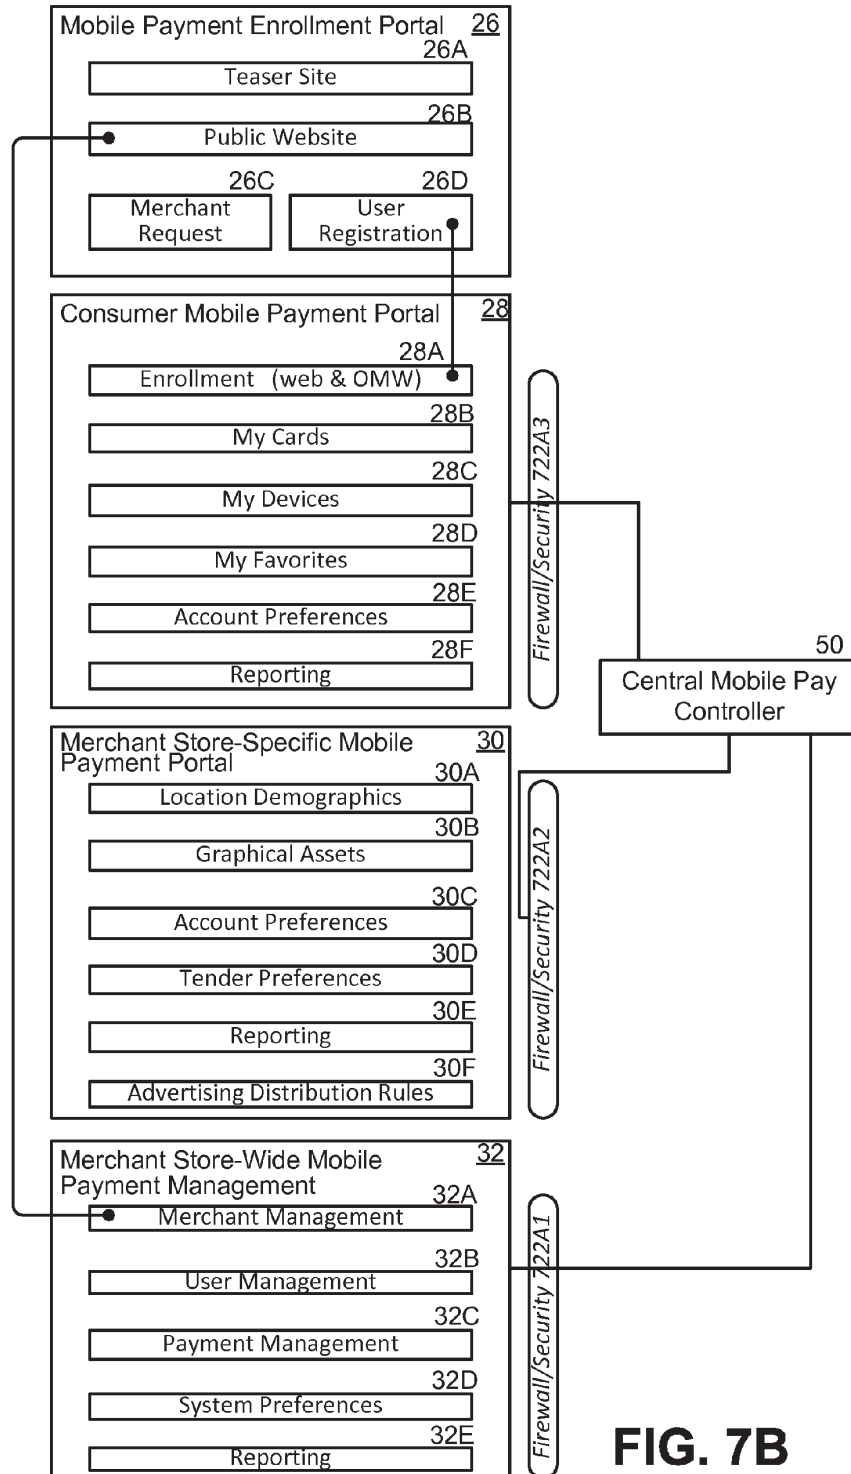 Mobile Payment Enrollment Portal 26
26A
Teaser Site
26B
Public Website
26C
Merchant
Request
26D
User
Registration
Consumer Mobile Payment Portal 28
28A
Enrollment (web & OMW)
28B
My Cards
28C
My Devices
28D
My Favorites
28E
Account Preferences
28F
Reporting
Firewall/Security 722A3
50
Central Mobile Pay
Controller
Merchant Store-Specific Mobile 30
Payment Portal
30A
Location Demographics
30B
Graphical Assets
30C
Account Preferences
30D
Tender Preferences
30E
Reporting
30F
Advertising Distribution Rules
Firewall/Security 722A2
Merchant Store-Wide Mobile 32
Payment Management
32A
Merchant Management
32B
User Management
32C
Payment Management
32D
System Preferences
32E
Reporting
Firewall/Security 722A1
FIG. 7B